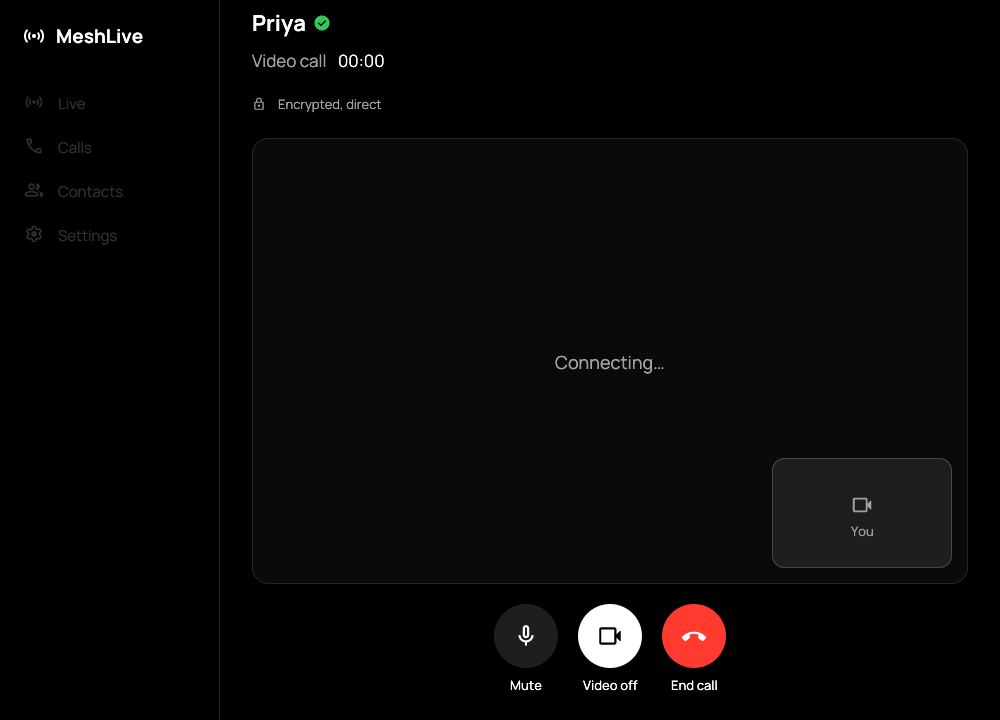 MeshLive
Live
Calls
Contacts
Settings
Priya
Video call 00:00
Encrypted, direct
Connecting…
You
Mute
Video off
End call